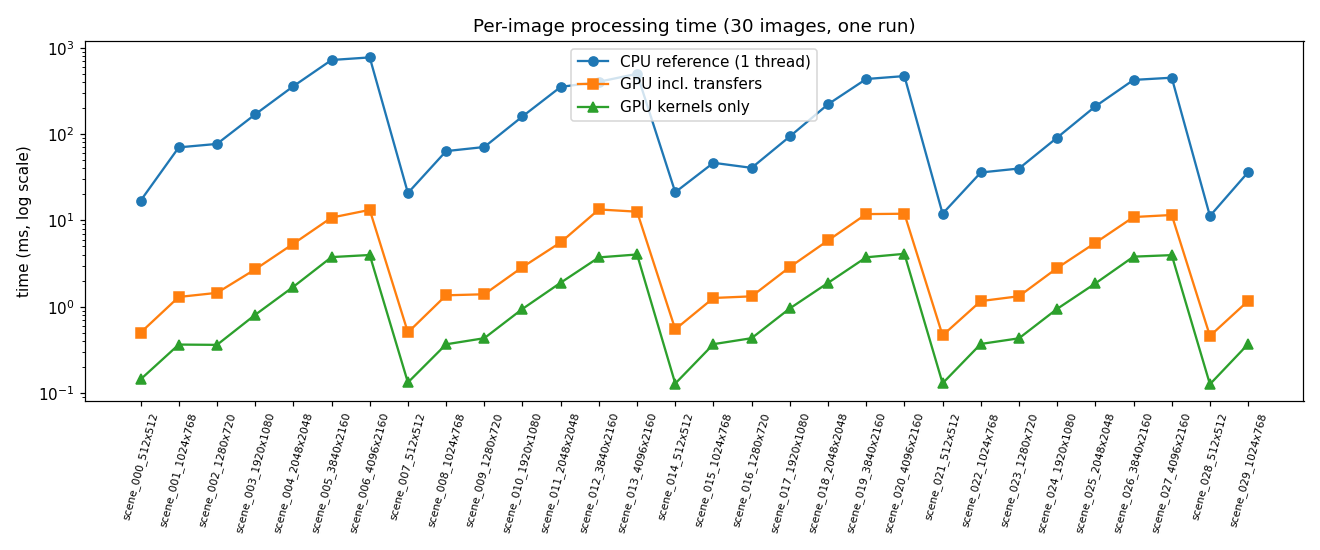 Per-image processing time (30 images, one run)
CPU reference (1 thread)
GPU incl. transfers
GPU kernels only
time (ms, log scale)
10³
10²
10¹
10⁰
10⁻¹
scene_000_512x512
scene_001_1024x768
scene_002_1280x720
scene_003_1920x1080
scene_004_2048x2048
scene_005_3840x2160
scene_006_4096x2160
scene_007_512x512
scene_008_1024x768
scene_009_1280x720
scene_010_1920x1080
scene_011_2048x2048
scene_012_3840x2160
scene_013_4096x2160
scene_014_512x512
scene_015_1024x768
scene_016_1280x720
scene_017_1920x1080
scene_018_2048x2048
scene_019_3840x2160
scene_020_4096x2160
scene_021_512x512
scene_022_1024x768
scene_023_1280x720
scene_024_1920x1080
scene_025_2048x2048
scene_026_3840x2160
scene_027_4096x2160
scene_028_512x512
scene_029_1024x768